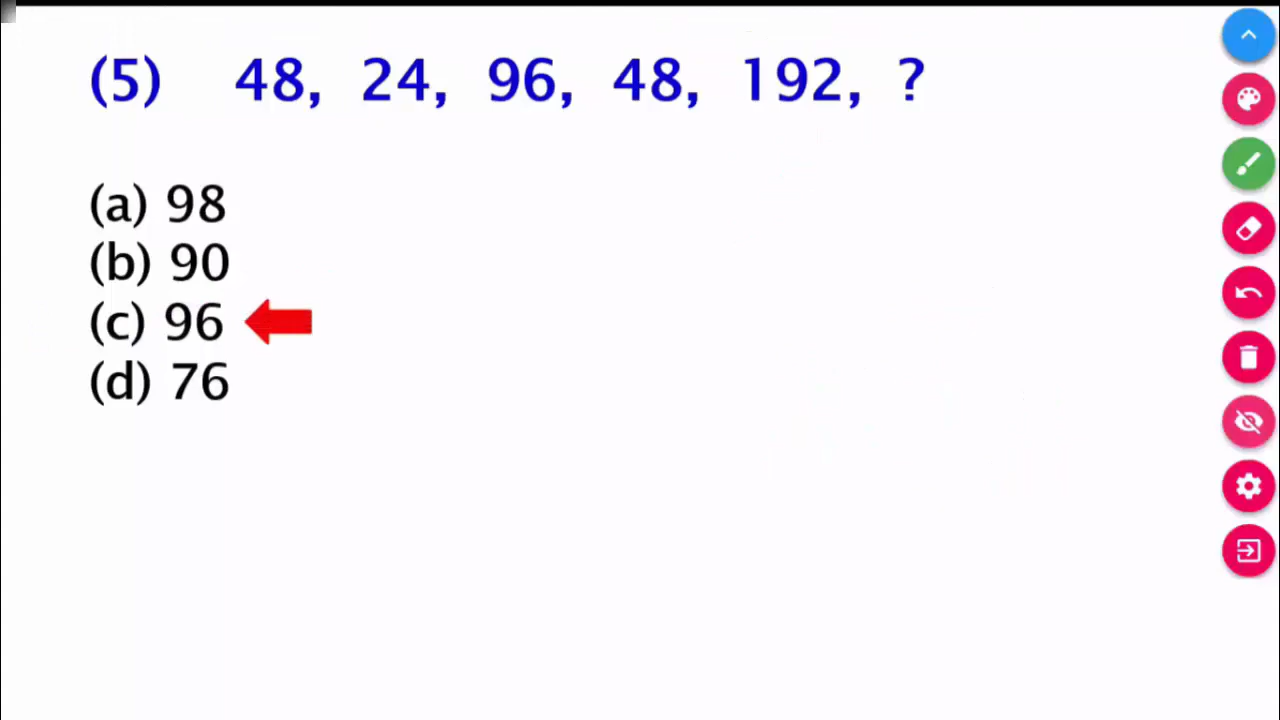 (5) 48, 24, 96, 48, 192, ?
(a) 98
(b) 90
(c) 96
(d) 76